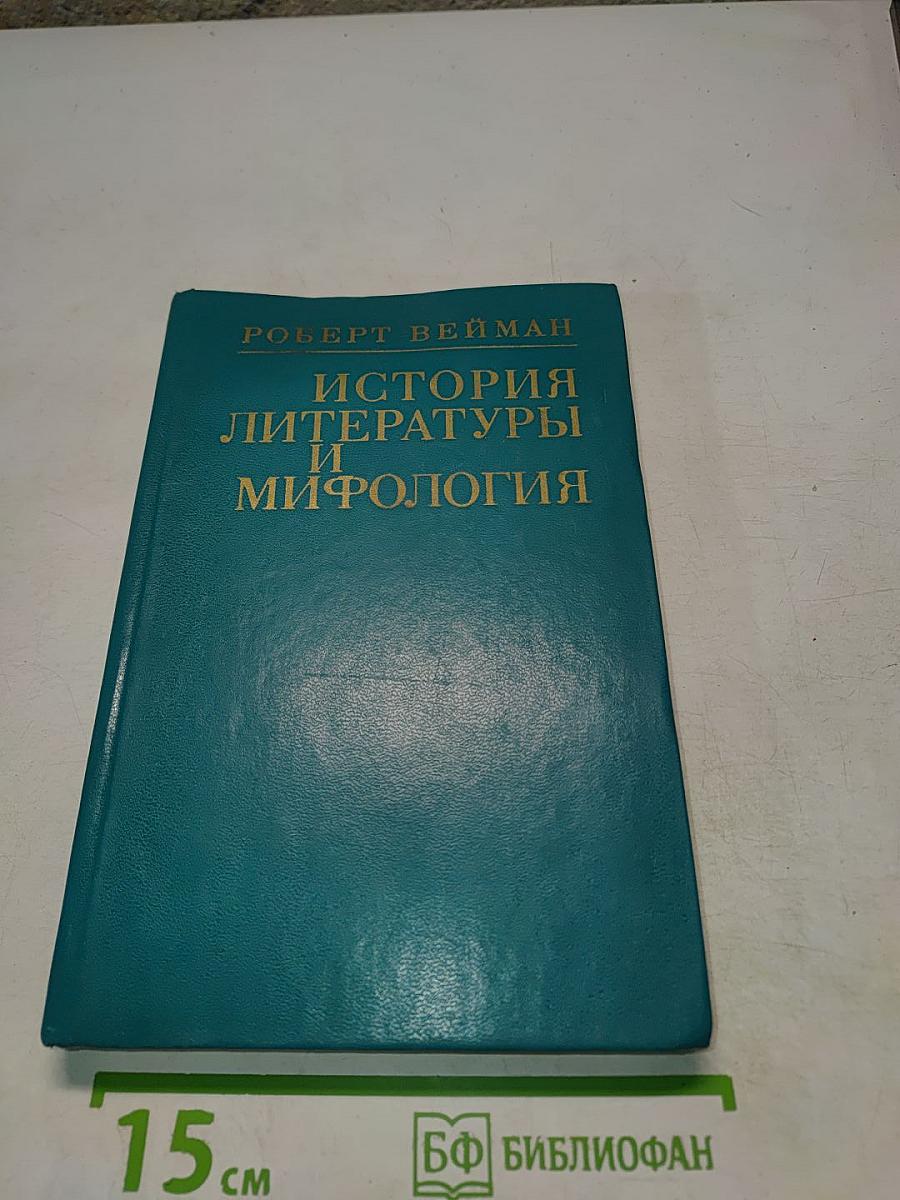 РОБЕРТ ВЕЙМАН
ИСТОРИЯ
ЛИТЕРАТУРЫ
И
МИФОЛОГИЯ
15 см
БФ БИБЛИОФАН